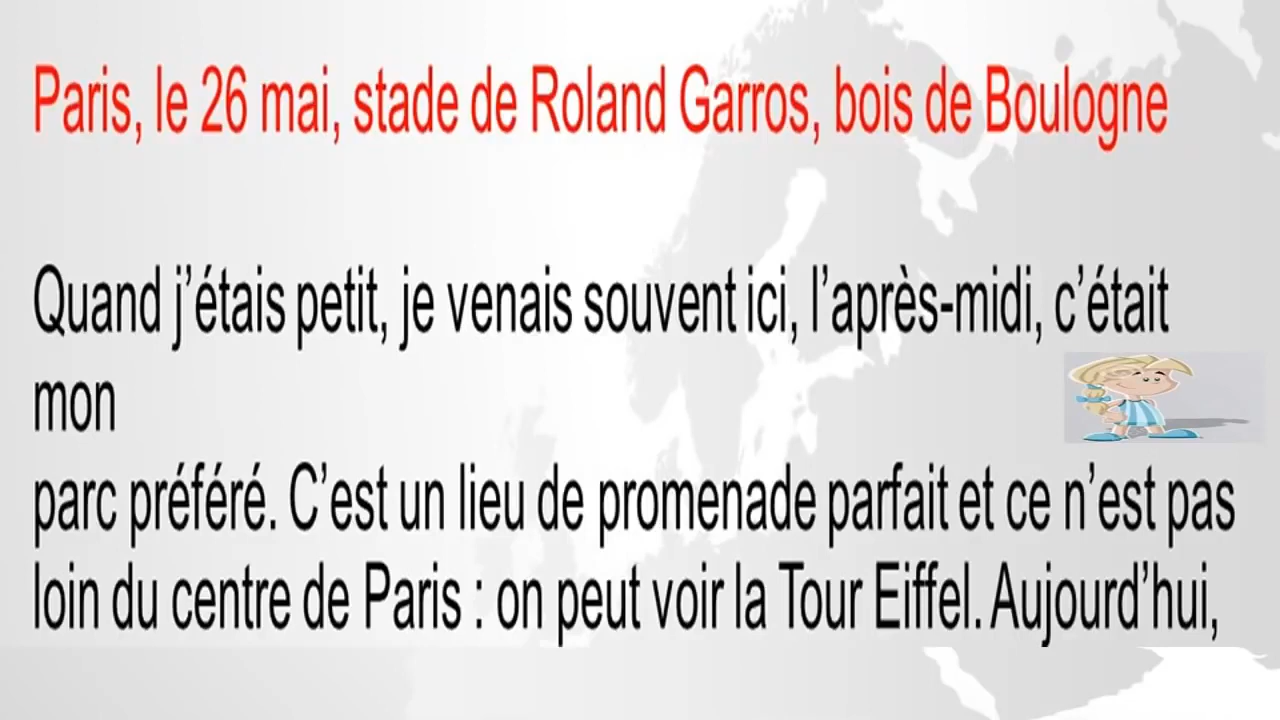 Paris, le 26 mai, stade de Roland Garros, bois de Boulogne
Quand j’étais petit, je venais souvent ici, l’après-midi, c’était
mon
parc préféré. C’est un lieu de promenade parfait et ce n’est pas
loin du centre de Paris : on peut voir la Tour Eiffel. Aujourd’hui,